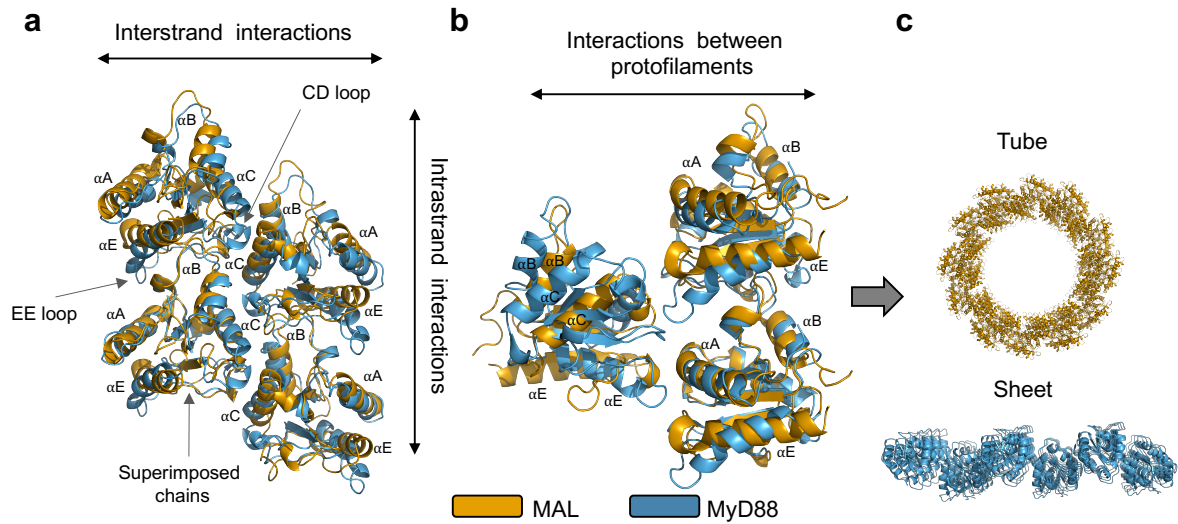 a
Interstrand interactions
CD loop
αB
αA
αC
αB
αE
αA
αB
αC
EE loop
αE
αA
αC
αB
αA
αE
αC
αE
Superimposed
chains
Intrastrand interactions
b
Interactions between
protofilaments
αB
αA
αB
αB
αE
αC
αC
αB
αA
αE
αE
αE
MAL
MyD88
c
Tube
Sheet